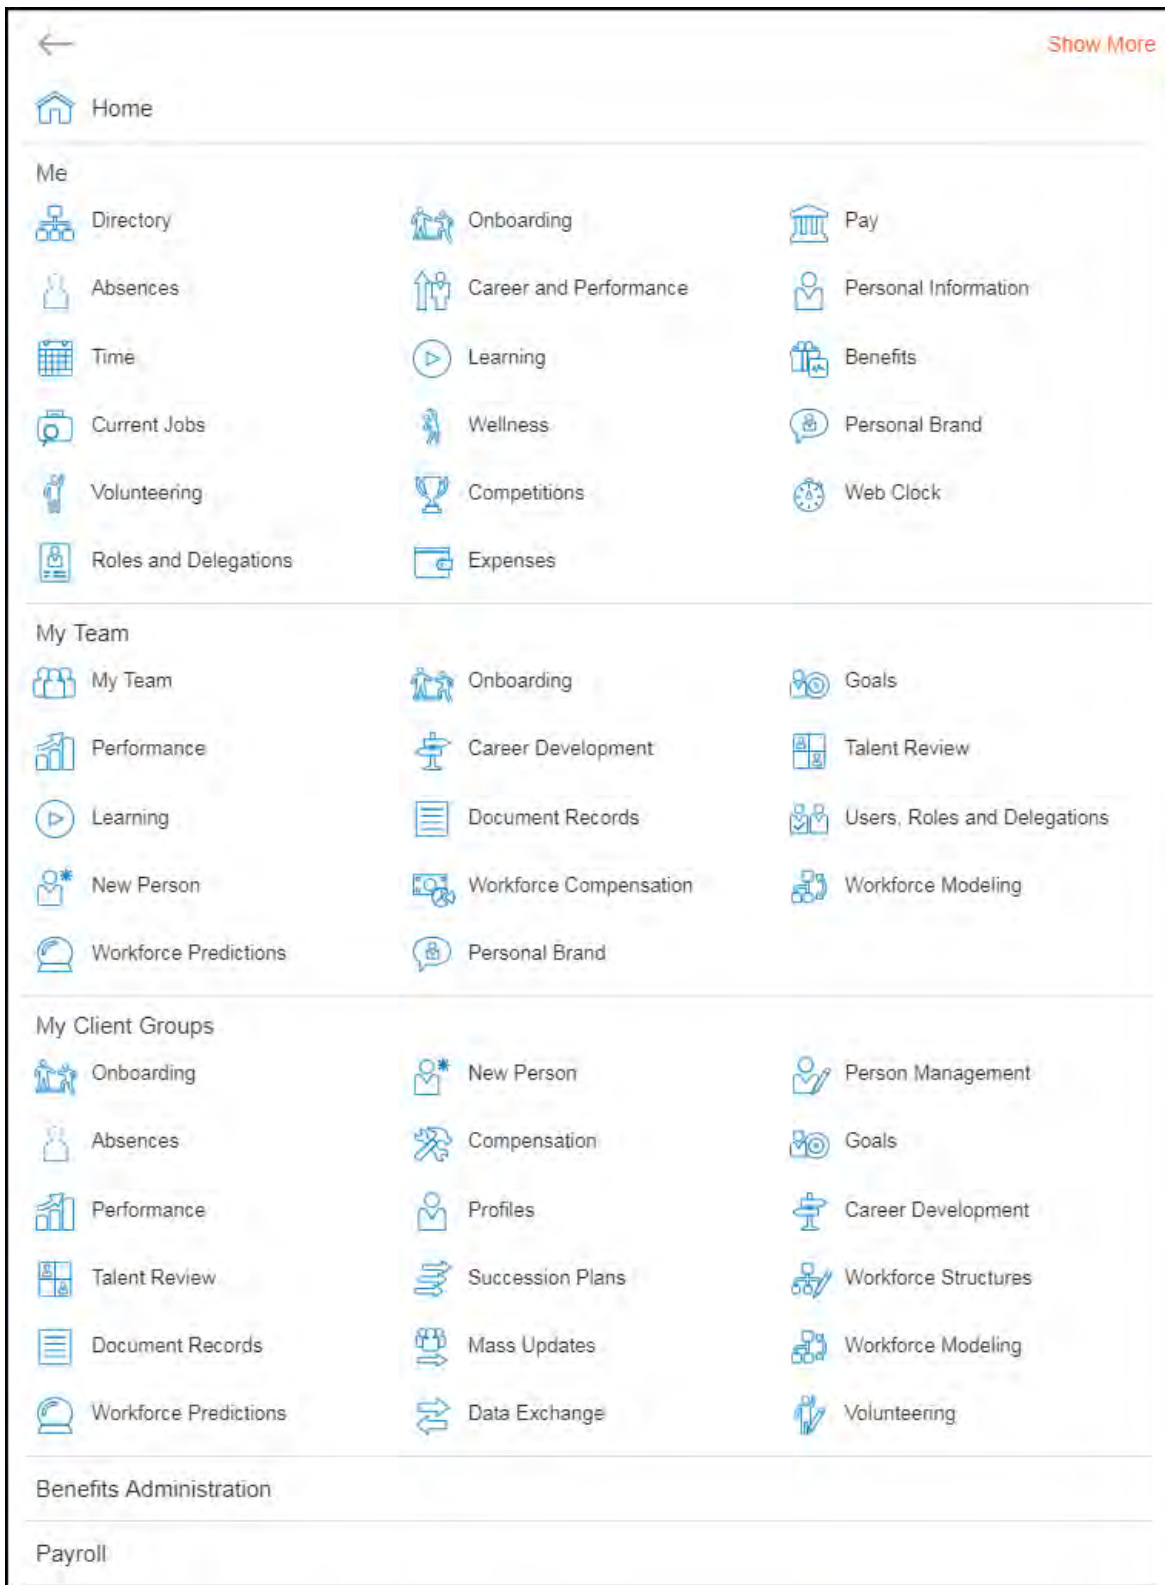 Show More
Home
Me
Directory Onboarding Pay
Absences Career and Performance Personal Information
Time Learning Benefits
Current Jobs Wellness Personal Brand
Volunteering Competitions Web Clock
Roles and Delegations Expenses
My Team
My Team Onboarding Goals
Performance Career Development Talent Review
Learning Document Records Users, Roles and Delegations
New Person Workforce Compensation Workforce Modeling
Workforce Predictions Personal Brand
My Client Groups
Onboarding New Person Person Management
Absences Compensation Goals
Performance Profiles Career Development
Talent Review Succession Plans Workforce Structures
Document Records Mass Updates Workforce Modeling
Workforce Predictions Data Exchange Volunteering
Benefits Administration
Payroll